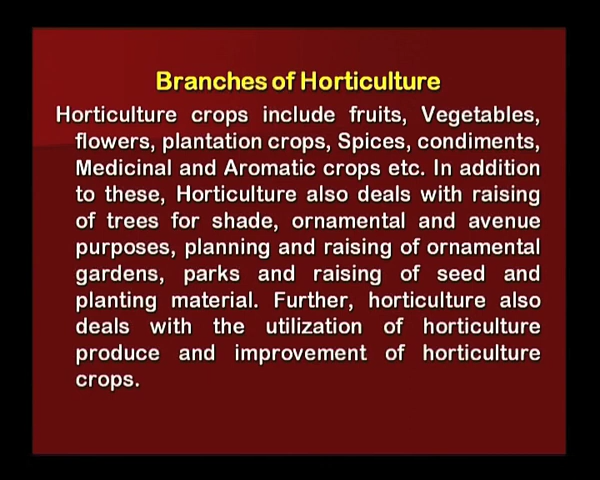 Branches of Horticulture
Horticulture crops include fruits, Vegetables,
flowers, plantation crops, Spices, condiments,
Medicinal and Aromatic crops etc. In addition
to these, Horticulture also deals with raising
of trees for shade, ornamental and avenue
purposes, planning and raising of ornamental
gardens, parks and raising of seed and
planting material. Further, horticulture also
deals with the utilization of horticulture
produce and improvement of horticulture
crops.